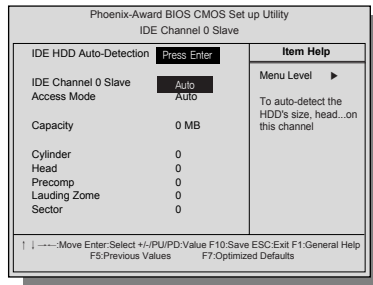 Phoenix-Award BIOS CMOS Set up Utility
IDE Channel 0 Slave
IDE HDD Auto-Detection Press Enter
IDE Channel 0 Slave Auto
Access Mode Auto
Capacity 0 MB
Cylinder 0
Head 0
Precomp 0
Lauding Zome 0
Sector 0
Item Help
Menu Level ▶
To auto-detect the
HDD's size, head...on
this channel
↑↓→←:Move Enter:Select +/-/PU/PD:Value F10:Save ESC:Exit F1:General Help
F5:Previous Values F7:Optimized Defaults